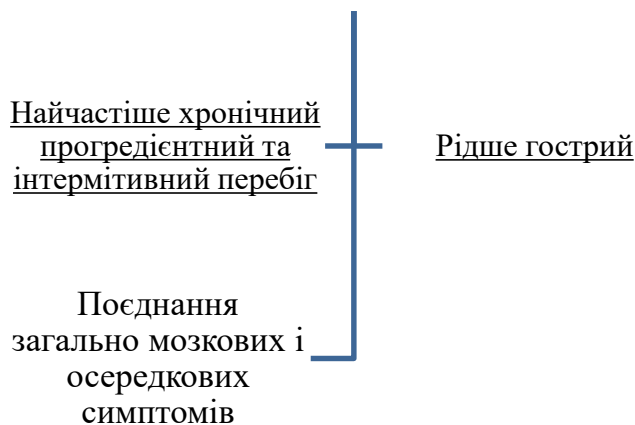 Найчастіше хронічний
прогредієнтний та
інтермітивний перебіг
Рідше гострий
Поєднання
загально мозкових і
осередкових
симптомів